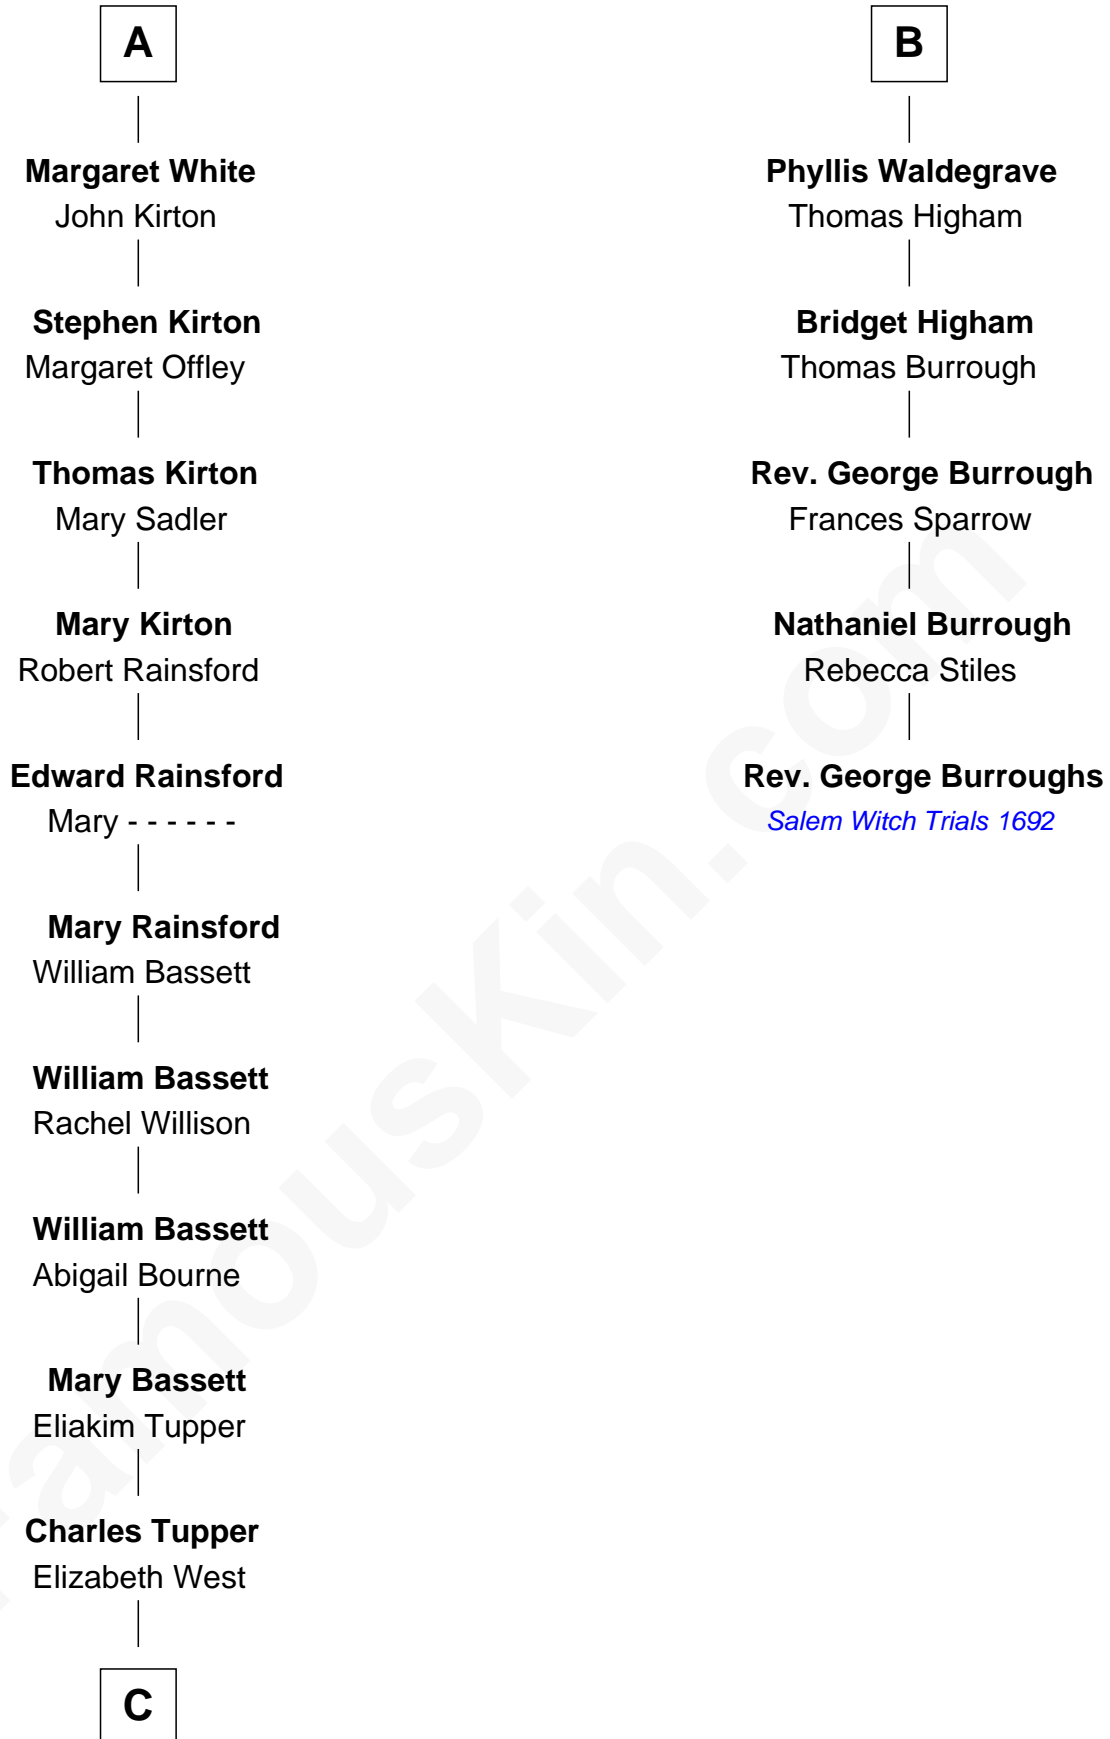 A
Margaret White
John Kirton
Stephen Kirton
Margaret Offley
Thomas Kirton
Mary Sadler
Mary Kirton
Robert Rainsford
Edward Rainsford
Mary - - - - - -
Mary Rainsford
William Bassett
William Bassett
Rachel Willison
William Bassett
Abigail Bourne
Mary Bassett
Eliakim Tupper
Charles Tupper
Elizabeth West
C
B
Phyllis Waldegrave
Thomas Higham
Bridget Higham
Thomas Burrough
Rev. George Burrough
Frances Sparrow
Nathaniel Burrough
Rebecca Stiles
Rev. George Burroughs
Salem Witch Trials 1692
FamousKin.com